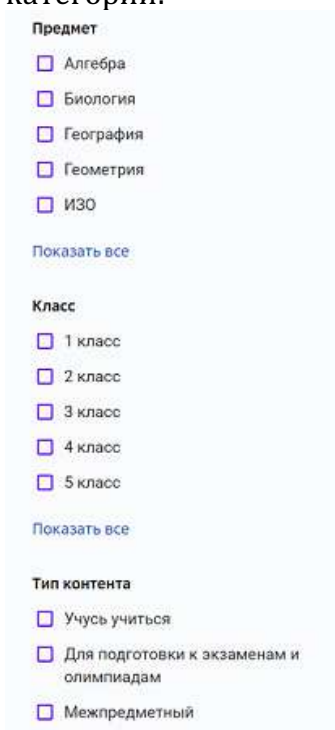 категории.
Предмет
Алгебра
Биология
География
Геометрия
ИЗО
Показать все
Класс
1 класс
2 класс
3 класс
4 класс
5 класс
Показать все
Тип контента
Учусь учиться
Для подготовки к экзаменам и
олимпиадам
Межпредметный